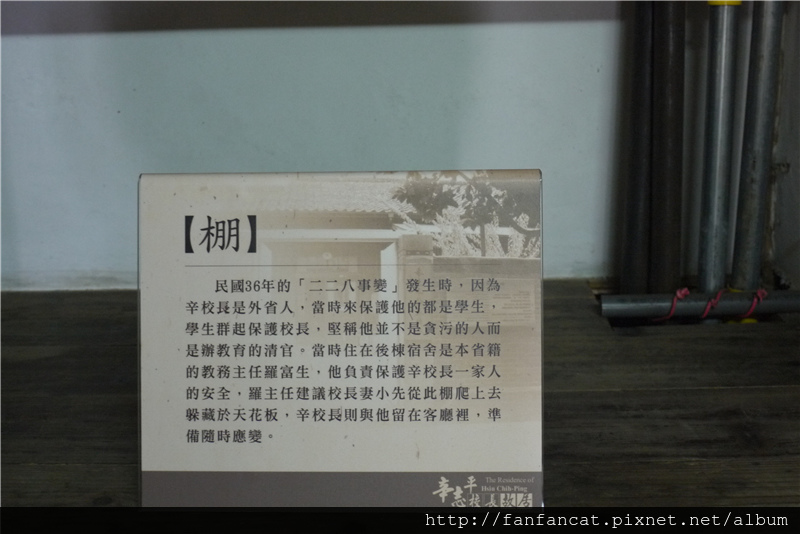 【棚】
民國36年的「二二八事變」發生時，因為
辛校長是外省人，當時來保護他的都是學生，
學生群起保護校長，堅稱他並不是貪污的人而
是辦教育的清官。當時住在後棟宿舍是本省籍
的教務主任羅富生，他負責保護辛校長一家人
的安全，羅主任建議校長妻小先從此棚爬上去
躲藏於天花板，辛校長則與他留在客廳裡，準
備隨時應變。
辛志平校長故居
The Residence of
Hsin Chih-Ping
http://fanfancat.pixnet.net/album